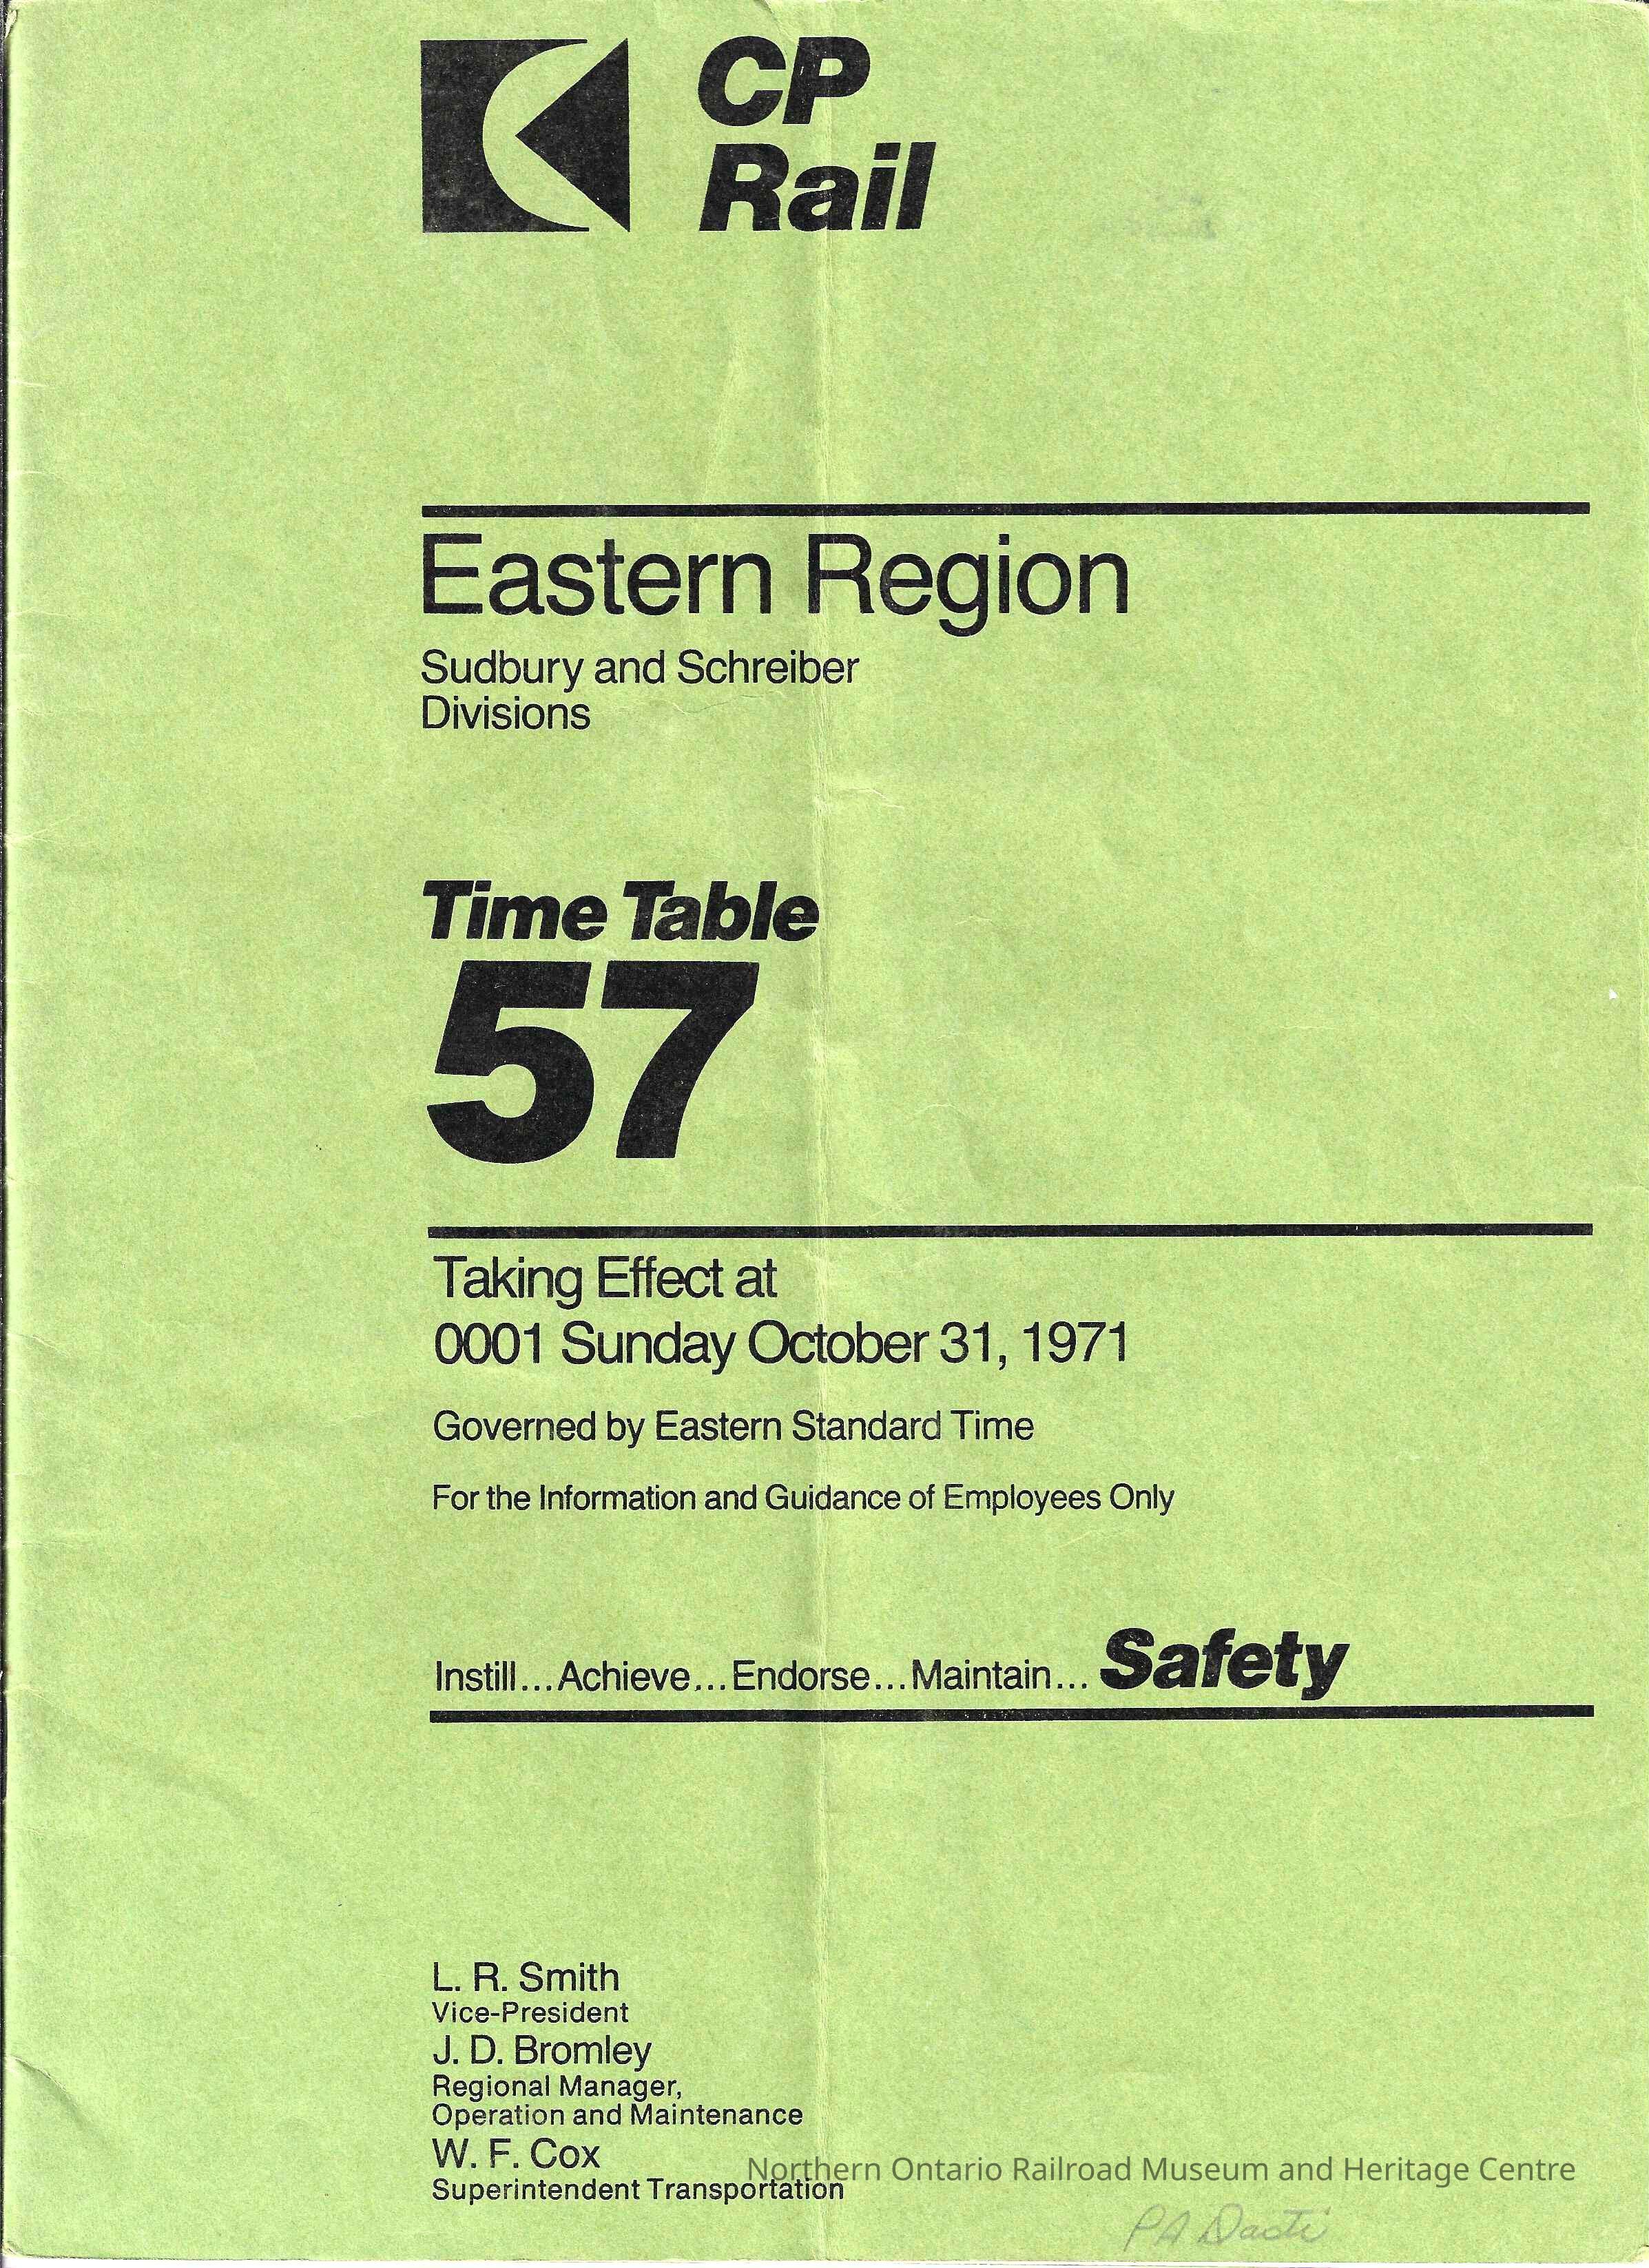 CP
Rail
Eastern Region
Sudbury and Schreiber
Divisions
Time Table
57
Taking Effect at
0001 Sunday October 31, 1971
Governed by Eastern Standard Time
For the Information and Guidance of Employees Only
Instill...Achieve...Endorse...Maintain... Safety
L. R. Smith
Vice-President
J. D. Bromley
Regional Manager,
Operation and Maintenance
W. F. Cox
Superintendent Transportation
Northern Ontario Railroad Museum and Heritage Centre
PA